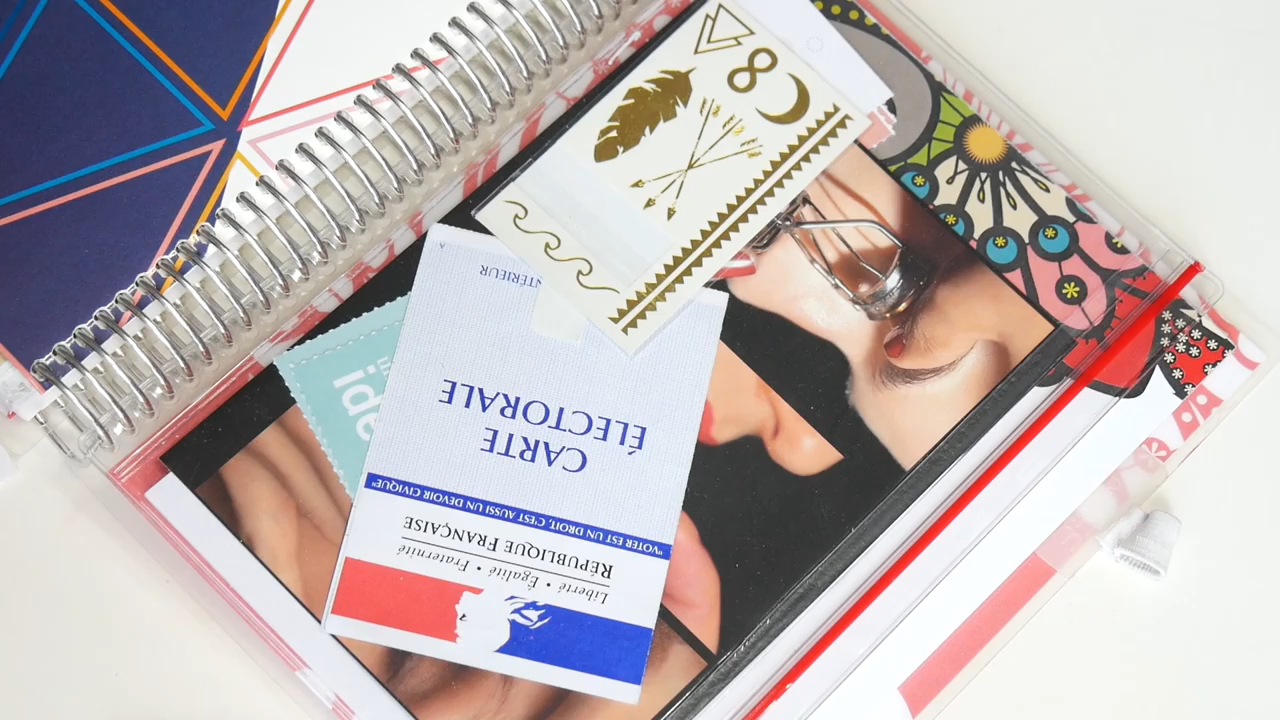 Liberté • Égalité • Fraternité
RÉPUBLIQUE FRANÇAISE
"VOTER EST UN DROIT, C'EST AUSSI UN DEVOIR CIVIQUE"
CARTE
ÉLECTORALE